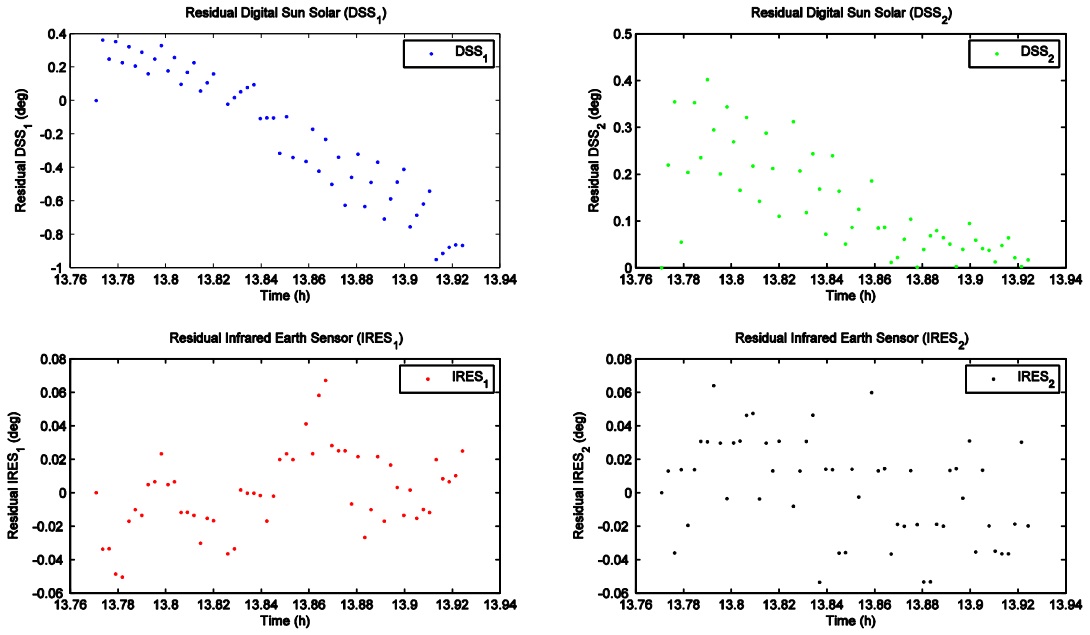 Residual Digital Sun Solar (DSS1)
0.4
0.2
0
-0.2
-0.4
-0.6
-0.8
-1
Residual DSS1 (deg)
DSS1
13.76 13.78 13.8 13.82 13.84 13.86 13.88 13.9 13.92 13.94
Time (h)
Residual Digital Sun Solar (DSS2)
0.5
0.4
0.3
0.2
0.1
0
Residual DSS2 (deg)
DSS2
13.76 13.78 13.8 13.82 13.84 13.86 13.88 13.9 13.92 13.94
Time (h)
Residual Infrared Earth Sensor (IRES1)
0.08
0.06
0.04
0.02
0
-0.02
-0.04
-0.06
Residual IRES1 (deg)
IRES1
13.76 13.78 13.8 13.82 13.84 13.86 13.88 13.9 13.92 13.94
Time (h)
Residual Infrared Earth Sensor (IRES2)
0.08
0.06
0.04
0.02
0
-0.02
-0.04
-0.06
Residual IRES2 (deg)
IRES2
13.76 13.78 13.8 13.82 13.84 13.86 13.88 13.9 13.92 13.94
Time (h)